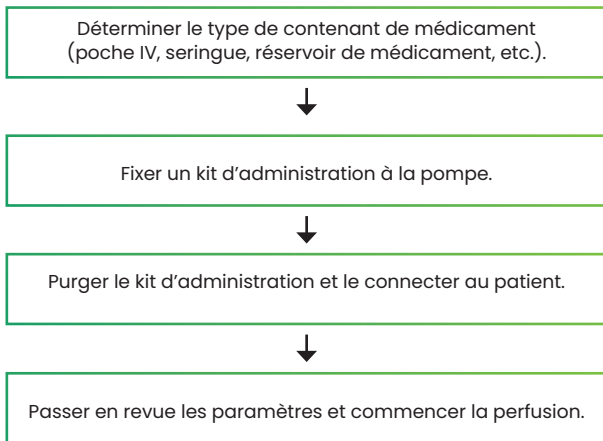 Déterminer le type de contenant de médicament
(poche IV, seringue, réservoir de médicament, etc.).
Fixer un kit d’administration à la pompe.
Purger le kit d’administration et le connecter au patient.
Passer en revue les paramètres et commencer la perfusion.